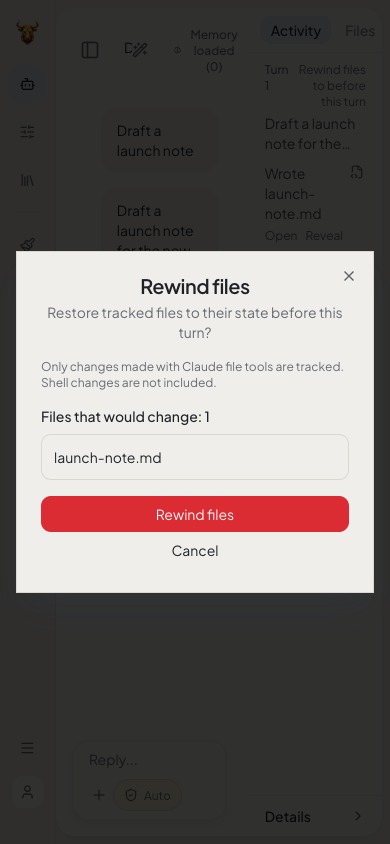 Memory
loaded
(0)
Activity
Files
Turn
1
Rewind files
to before
this turn
Draft a launch
note for the...
Wrote
launch-
note.md
Open Reveal
Draft a
launch note
Draft a
launch note
for the new
Rewind files
Restore tracked files to their state before this
turn?
Only changes made with Claude file tools are tracked.
Shell changes are not included.
Files that would change: 1
launch-note.md
Rewind files
Cancel
Reply...
Auto
Details